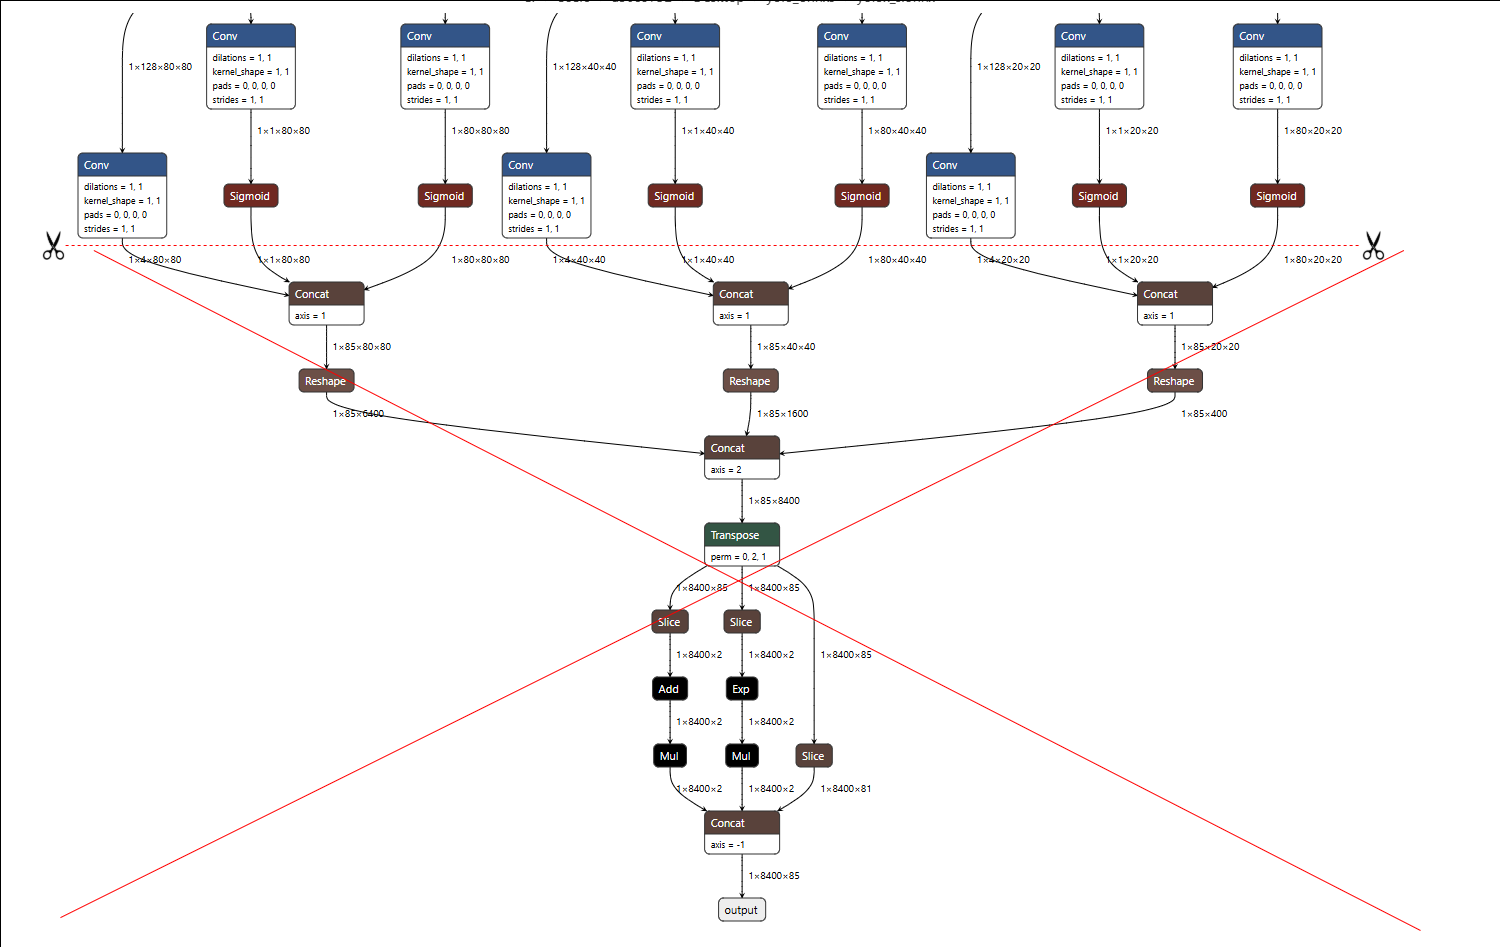 Conv
Conv
Conv
Conv
Conv
Conv
dilations = 1, 1
kernel_shape = 1, 1
pads = 0, 0, 0, 0
strides = 1, 1
dilations = 1, 1
kernel_shape = 1, 1
pads = 0, 0, 0, 0
strides = 1, 1
dilations = 1, 1
kernel_shape = 1, 1
pads = 0, 0, 0, 0
strides = 1, 1
dilations = 1, 1
kernel_shape = 1, 1
pads = 0, 0, 0, 0
strides = 1, 1
dilations = 1, 1
kernel_shape = 1, 1
pads = 0, 0, 0, 0
strides = 1, 1
dilations = 1, 1
kernel_shape = 1, 1
pads = 0, 0, 0, 0
strides = 1, 1
1×128×80×80
1×128×40×40
1×128×20×20
1×1×80×80
1×80×80×80
1×1×40×40
1×80×40×40
1×1×20×20
1×80×20×20
Conv
dilations = 1, 1
kernel_shape = 1, 1
pads = 0, 0, 0, 0
strides = 1, 1
Sigmoid
Sigmoid
Conv
dilations = 1, 1
kernel_shape = 1, 1
pads = 0, 0, 0, 0
strides = 1, 1
Sigmoid
Sigmoid
Conv
dilations = 1, 1
kernel_shape = 1, 1
pads = 0, 0, 0, 0
strides = 1, 1
Sigmoid
Sigmoid
1×4×80×80
1×1×80×80
1×80×80×80
1×4×40×40
1×1×40×40
1×80×40×40
1×4×20×20
1×1×20×20
1×80×20×20
Concat
axis = 1
Concat
axis = 1
Concat
axis = 1
1×85×80×80
1×85×40×40
1×85×20×20
Reshape
Reshape
Reshape
1×85×6400
1×85×1600
1×85×400
Concat
axis = 2
1×85×8400
Transpose
perm = 0, 2, 1
1×8400×85
1×8400×85
Slice
Slice
1×8400×2
1×8400×2
1×8400×85
Add
Exp
1×8400×2
1×8400×2
Mul
Mul
Slice
1×8400×2
1×8400×2
1×8400×81
Concat
axis = -1
1×8400×85
output